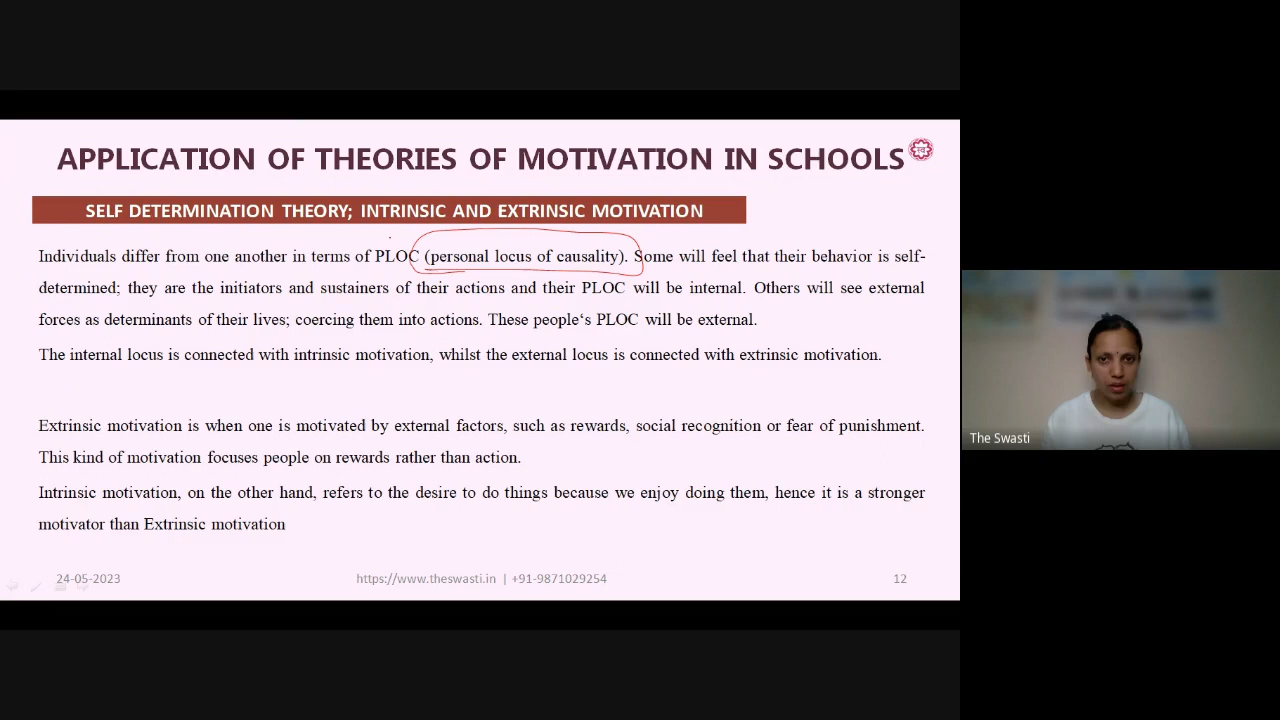 APPLICATION OF THEORIES OF MOTIVATION IN SCHOOLS
SELF DETERMINATION THEORY; INTRINSIC AND EXTRINSIC MOTIVATION
Individuals differ from one another in terms of PLOC (personal locus of causality). Some will feel that their behavior is self-
determined; they are the initiators and sustainers of their actions and their PLOC will be internal. Others will see external
forces as determinants of their lives; coercing them into actions. These people‘s PLOC will be external.
The internal locus is connected with intrinsic motivation, whilst the external locus is connected with extrinsic motivation.
Extrinsic motivation is when one is motivated by external factors, such as rewards, social recognition or fear of punishment.
This kind of motivation focuses people on rewards rather than action.
Intrinsic motivation, on the other hand, refers to the desire to do things because we enjoy doing them, hence it is a stronger
motivator than Extrinsic motivation
24-05-2023 https://www.theswasti.in | +91-9871029254 12
The Swasti